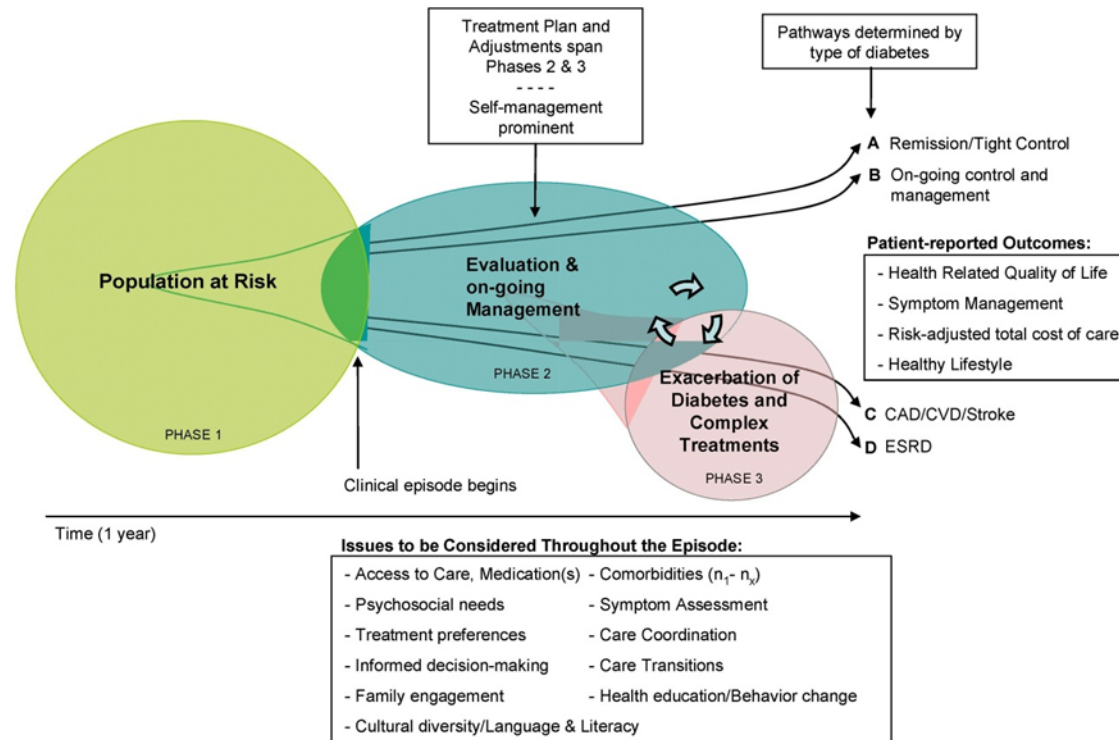 Treatment Plan and
Adjustments span
Phases 2 & 3
- - - -
Self-management
prominent
Pathways determined by
type of diabetes
A Remission/Tight Control
B On-going control and
management
Population at Risk
PHASE 1
Evaluation &
on-going
Management
PHASE 2
Patient-reported Outcomes:
- Health Related Quality of Life
- Symptom Management
- Risk-adjusted total cost of care
- Healthy Lifestyle
Exacerbation of
Diabetes and
Complex
Treatments
PHASE 3
C CAD/CVD/Stroke
D ESRD
Clinical episode begins
Time (1 year)
Issues to be Considered Throughout the Episode:
- Access to Care, Medication(s) - Comorbidities (n₁- nₓ)
- Psychosocial needs - Symptom Assessment
- Treatment preferences - Care Coordination
- Informed decision-making - Care Transitions
- Family engagement - Health education/Behavior change
- Cultural diversity/Language & Literacy